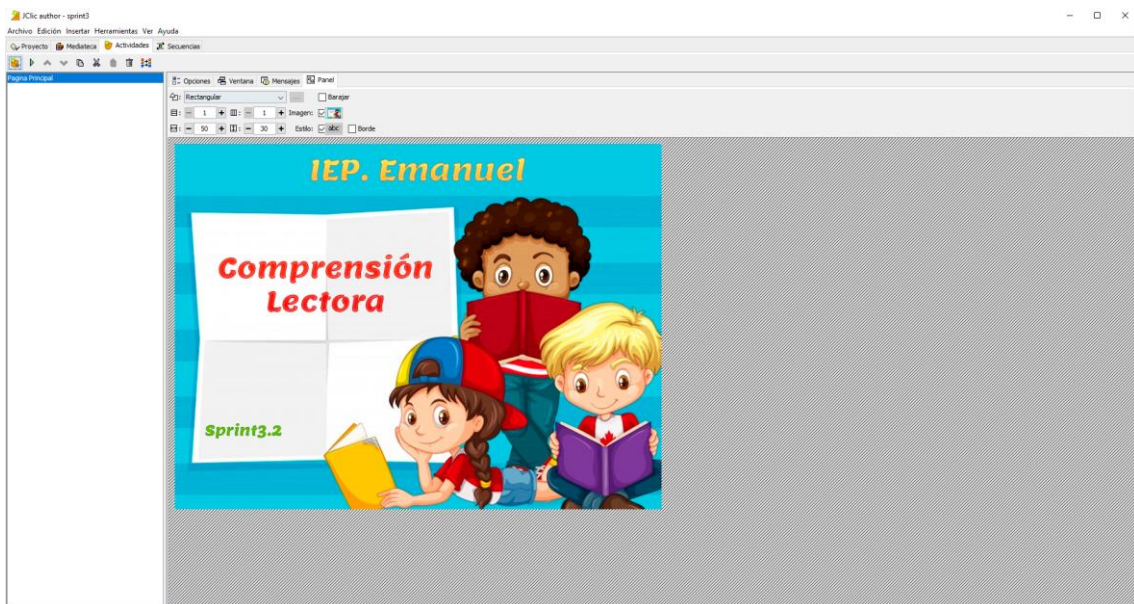 JClic author - sprint3
Archivo Edición Insertar Herramientas Ver Ayuda
Proyecto Mediateca Actividades Secuencias
Pagina Principal
Opciones Ventana Mensajes Panel
Rectangular ... Barajar
1 1 Imagen:
50 30 Estilo: abc Borde
IEP. Emanuel
Comprensión
Lectora
Sprint3.2